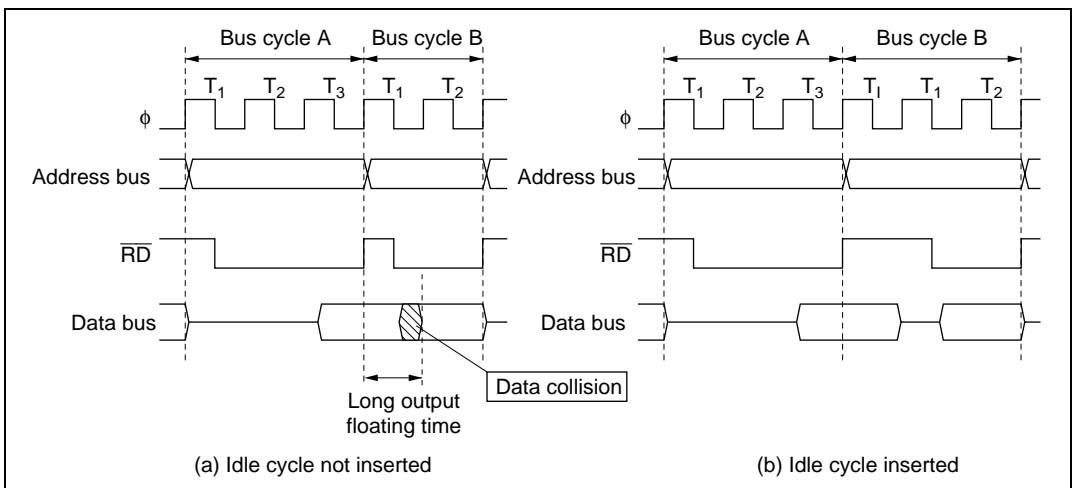 Bus cycle A Bus cycle B
T1 T2 T3 T1 T2
ϕ
Address bus
RD
Data bus
Data collision
Long output
floating time
(a) Idle cycle not inserted
Bus cycle A Bus cycle B
T1 T2 T3 TI T1 T2
ϕ
Address bus
RD
Data bus
(b) Idle cycle inserted